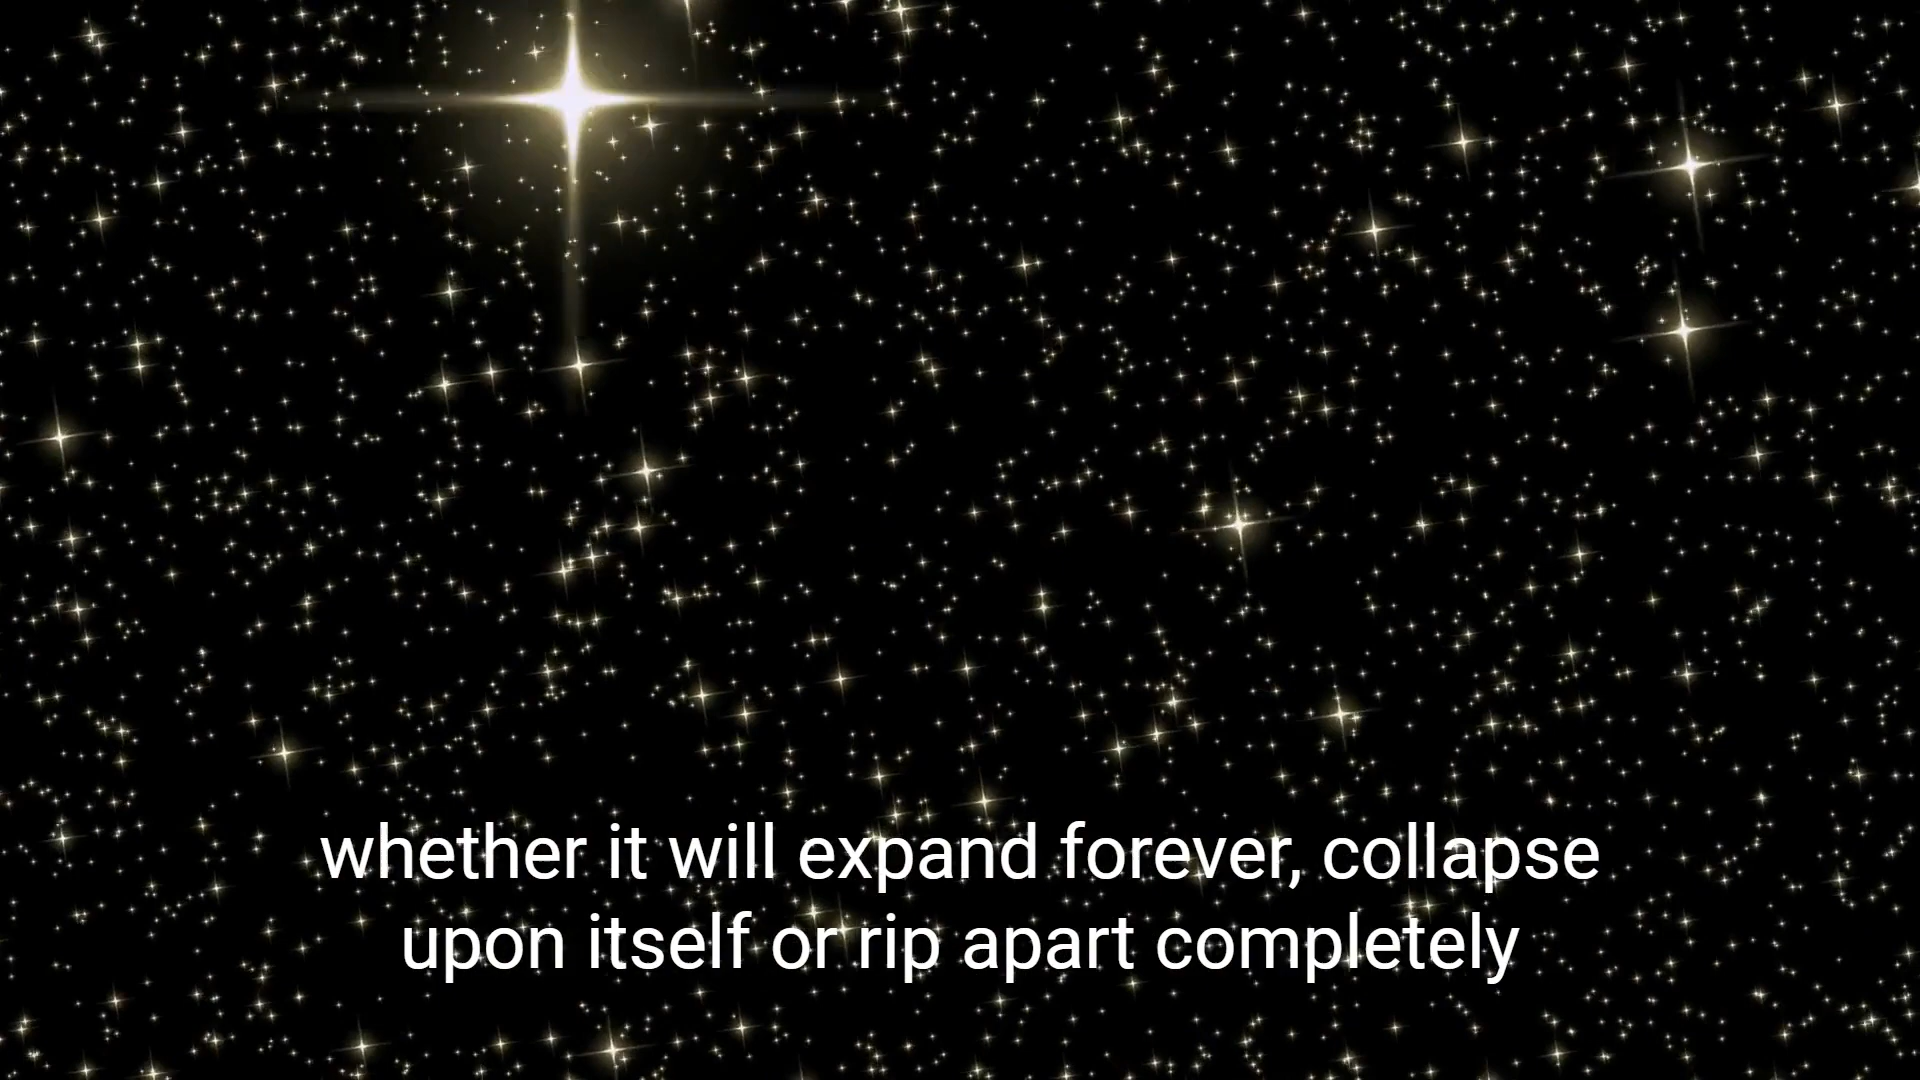 whether it will expand forever, collapse
upon itself or rip apart completely